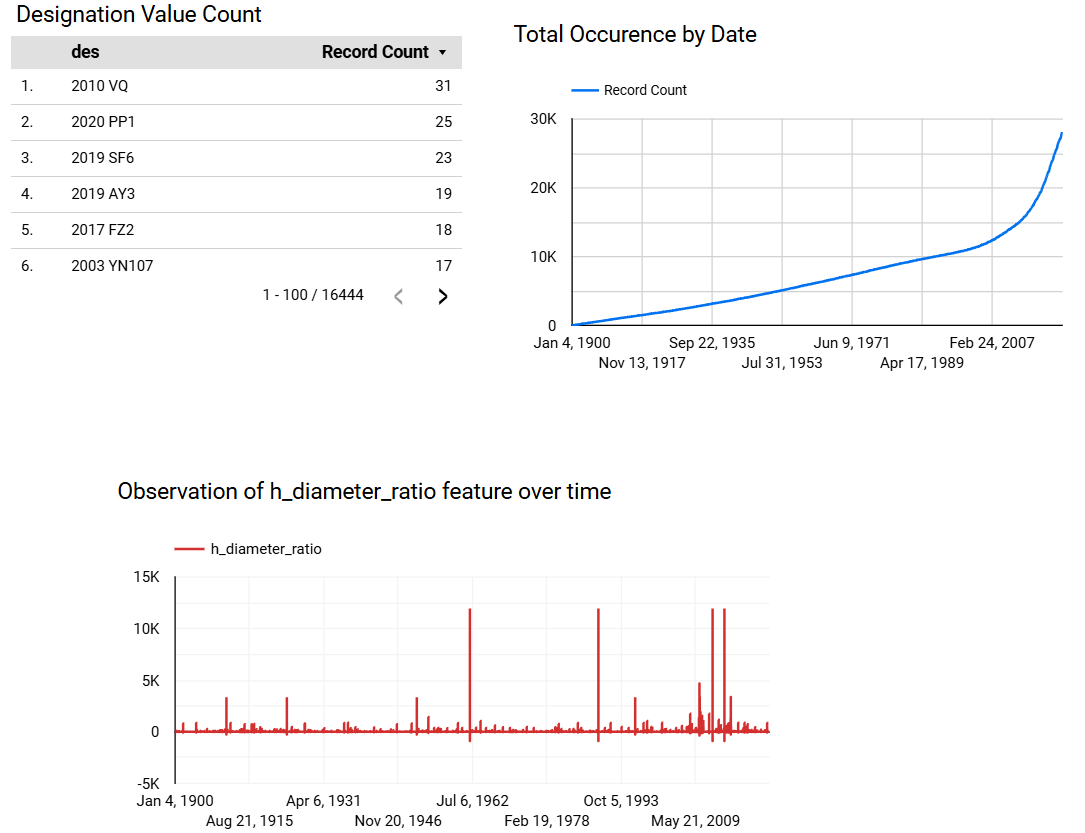 Designation Value Count
des Record Count
1. 2010 VQ 31
2. 2020 PP1 25
3. 2019 SF6 23
4. 2019 AY3 19
5. 2017 FZ2 18
6. 2003 YN107 17
1 - 100 / 16444
Total Occurence by Date
Record Count
30K
20K
10K
0
Jan 4, 1900 Sep 22, 1935 Jun 9, 1971 Feb 24, 2007
Nov 13, 1917 Jul 31, 1953 Apr 17, 1989
Observation of h_diameter_ratio feature over time
h_diameter_ratio
15K
10K
5K
0
-5K
Jan 4, 1900 Apr 6, 1931 Jul 6, 1962 Oct 5, 1993
Aug 21, 1915 Nov 20, 1946 Feb 19, 1978 May 21, 2009